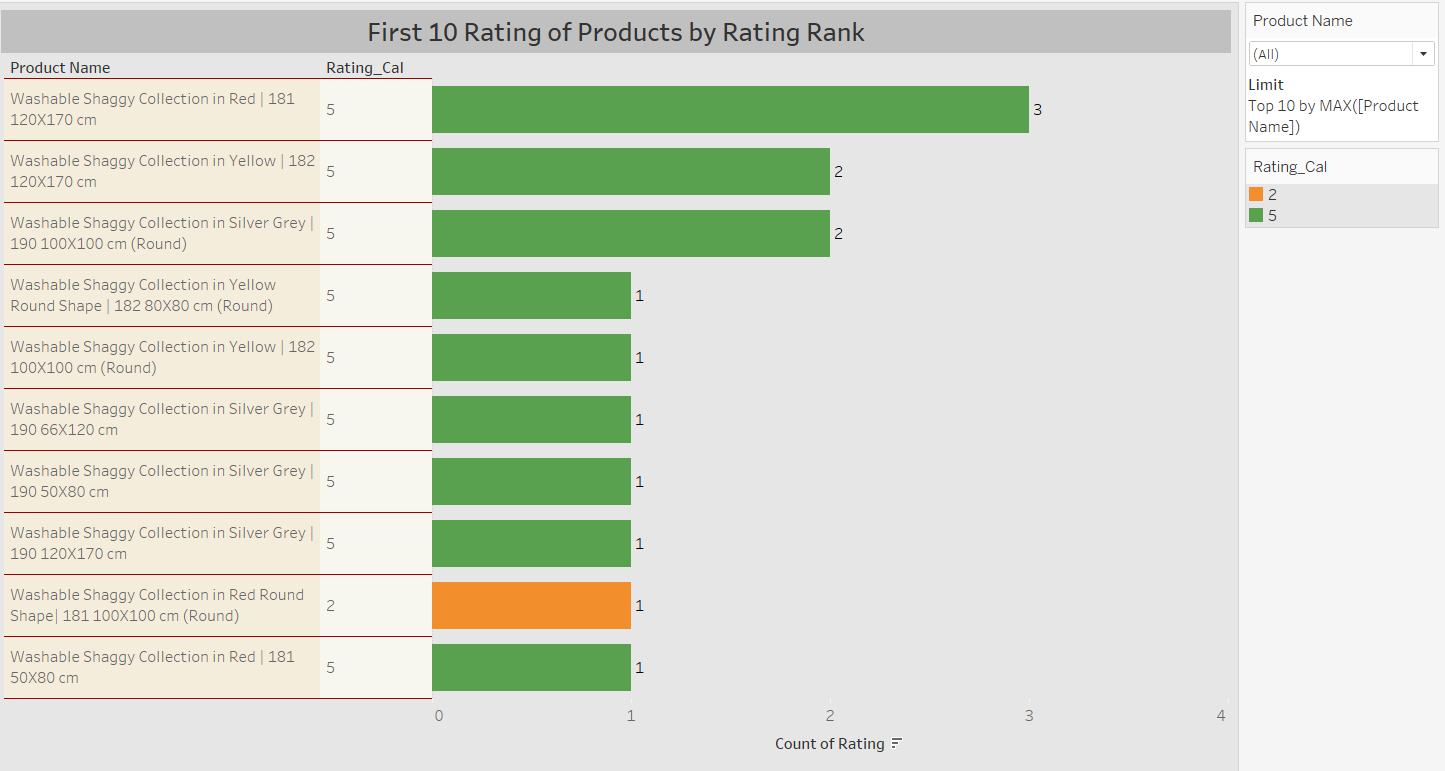 First 10 Rating of Products by Rating Rank
Product Name Rating_Cal
Washable Shaggy Collection in Red | 181
120X170 cm
5
3
Washable Shaggy Collection in Yellow | 182
120X170 cm
5
2
Washable Shaggy Collection in Silver Grey |
190 100X100 cm (Round)
5
2
Washable Shaggy Collection in Yellow
Round Shape | 182 80X80 cm (Round)
5
1
Washable Shaggy Collection in Yellow | 182
100X100 cm (Round)
5
1
Washable Shaggy Collection in Silver Grey |
190 66X120 cm
5
1
Washable Shaggy Collection in Silver Grey |
190 50X80 cm
5
1
Washable Shaggy Collection in Silver Grey |
190 120X170 cm
5
1
Washable Shaggy Collection in Red Round
Shape| 181 100X100 cm (Round)
2
1
Washable Shaggy Collection in Red | 181
50X80 cm
5
1
0 1 2 3 4
Count of Rating
Product Name
(All)
Limit
Top 10 by MAX([Product
Name])
Rating_Cal
2
5